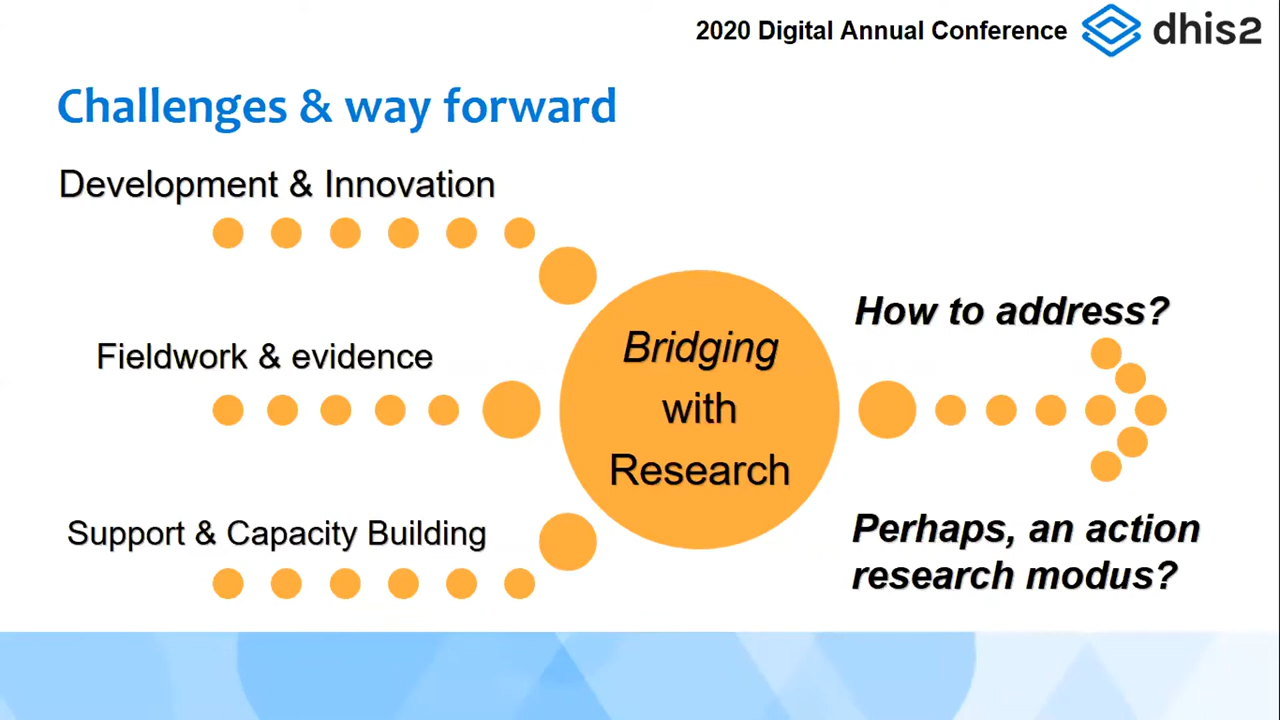 2020 Digital Annual Conference
dhis2
Challenges & way forward
Development & Innovation
Fieldwork & evidence
Support & Capacity Building
Bridging
with
Research
How to address?
Perhaps, an action
research modus?